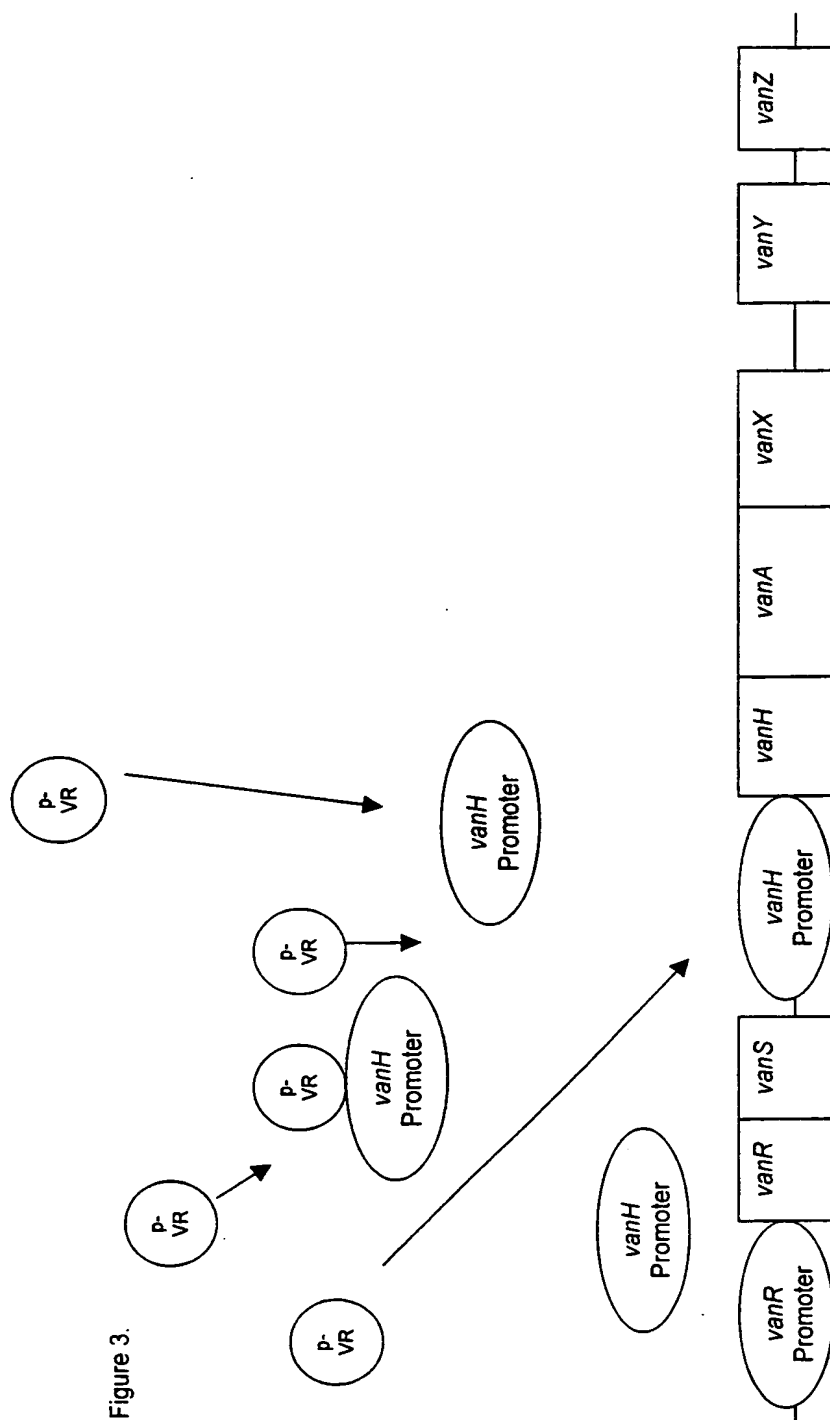 Figure 3.
p-
VR
p-
VR
p-
VR
p-
VR
p-
VR
vanH
Promoter
vanH
Promoter
vanH
Promoter
vanR
Promoter
vanR
vanS
vanH
Promoter
vanH
vanA
vanX
vanY
vanZ